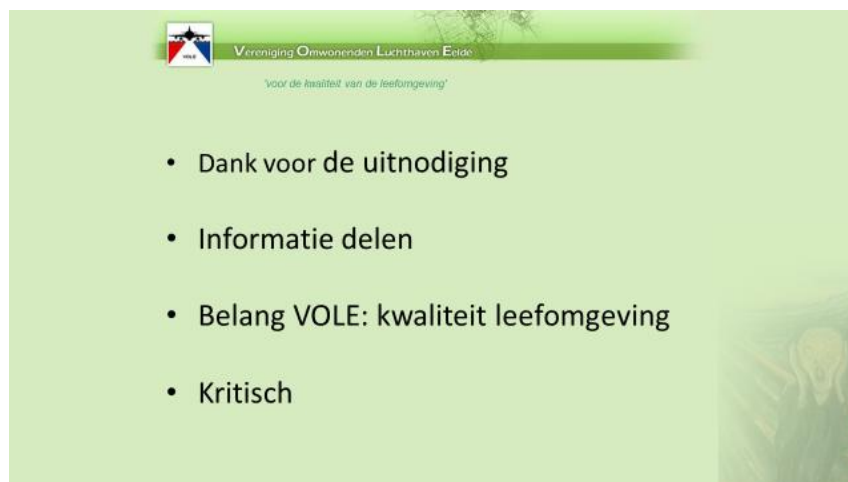 VOLE
Vereniging Omwonenden Luchthaven Eelde
'voor de kwaliteit van de leefomgeving'
• Dank voor de uitnodiging
• Informatie delen
• Belang VOLE: kwaliteit leefomgeving
• Kritisch